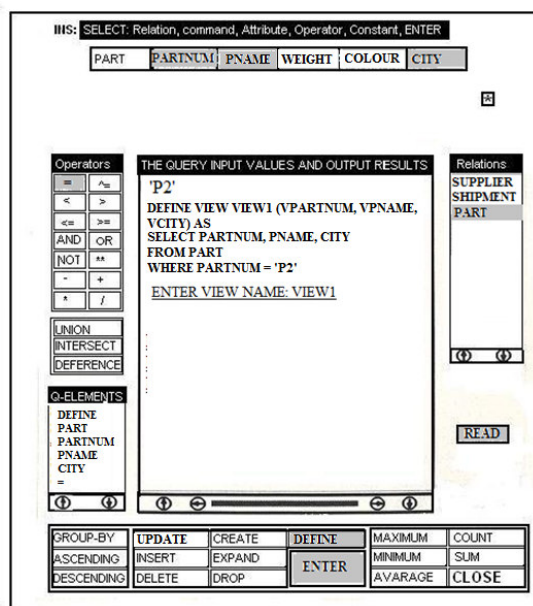 INS: SELECT: Relation, command, Attribute, Operator, Constant, ENTER
PART PARTNUM PNAME WEIGHT COLOUR CITY
*
Operators
= ^=
< >
<= >=
AND OR
NOT **
- +
* /
UNION
INTERSECT
DEFERENCE
Q-ELEMENTS
DEFINE
PART
PARTNUM
PNAME
CITY
=
THE QUERY INPUT VALUES AND OUTPUT RESULTS
'P2'
DEFINE VIEW VIEW1 (VPARTNUM, VPNAME,
VCITY) AS
SELECT PARTNUM, PNAME, CITY
FROM PART
WHERE PARTNUM = 'P2'
ENTER VIEW NAME: VIEW1
Relations
SUPPLIER
SHIPMENT
PART
READ
GROUP-BY UPDATE CREATE DEFINE MAXIMUM COUNT
ASCENDING INSERT EXPAND ENTER MINIMUM SUM
DESCENDING DELETE DROP AVARAGE CLOSE